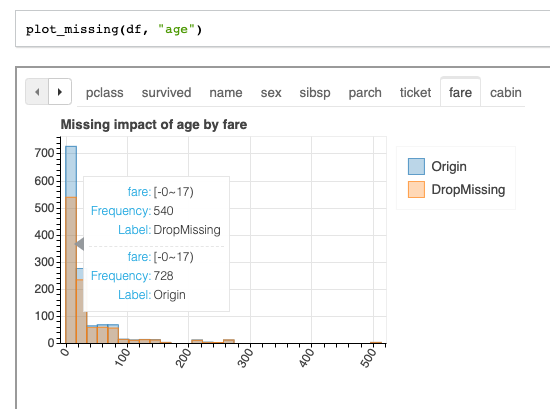 plot_missing(df, "age")
pclass survived name sex sibsp parch ticket fare cabin
Missing impact of age by fare
Origin
DropMissing
fare: [-0~17)
Frequency: 540
Label: DropMissing
fare: [-0~17)
Frequency: 728
Label: Origin
700
600
500
400
300
200
100
0
0 100 200 300 400 500